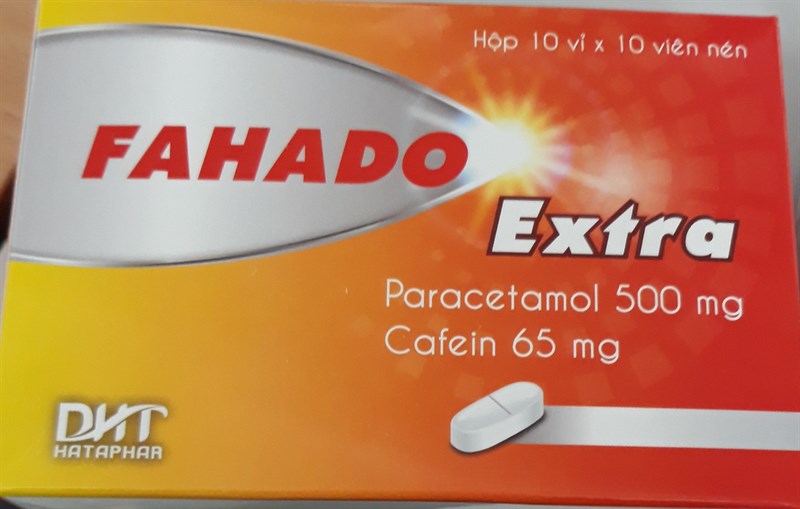 Hộp 10 vỉ x 10 viên nén
FAHADO
Extra
Paracetamol 500 mg
Cafein 65 mg
DHT
HATAPHAR